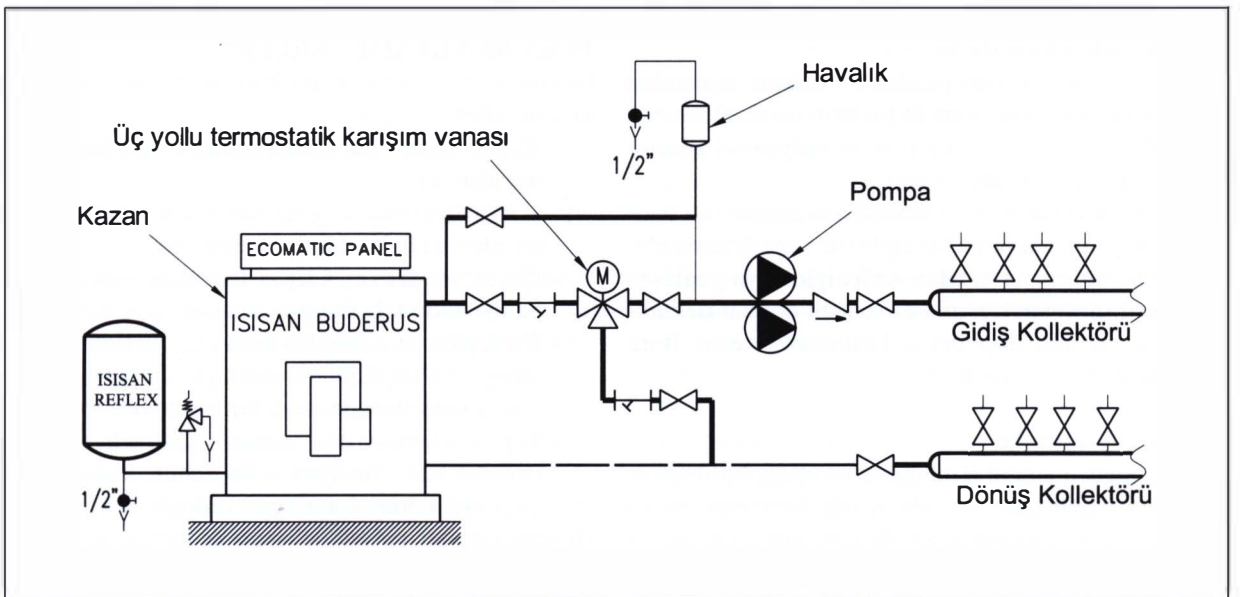 Havalık
Üç yollu termostatik karışım vanası
1/2"
Pompa
Kazan
ECOMATIC PANEL
M
ISISAN BUDERUS
Gidiş Kollektörü
ISISAN
REFLEX
1/2"
Dönüş Kollektörü